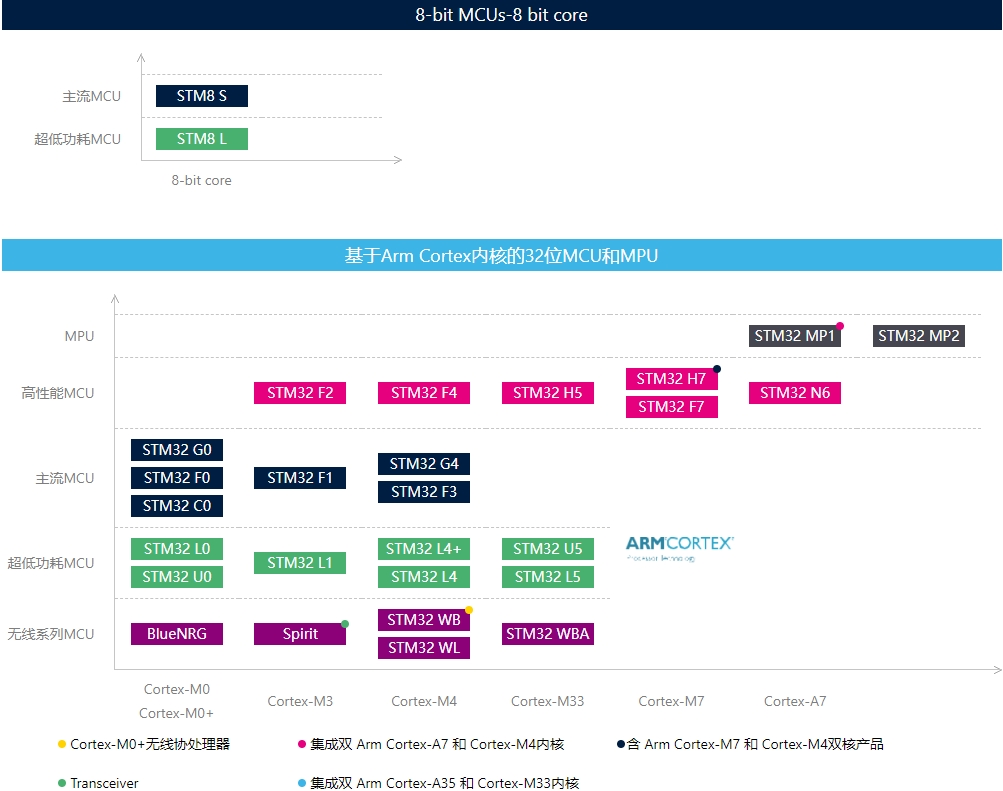 8-bit MCUs-8 bit core
主流MCU
STM8 S
超低功耗MCU
STM8 L
8-bit core
基于Arm Cortex内核的32位MCU和MPU
MPU
STM32 MP1
STM32 MP2
高性能MCU
STM32 F2
STM32 F4
STM32 H5
STM32 H7
STM32 F7
STM32 N6
主流MCU
STM32 G0
STM32 F0
STM32 C0
STM32 F1
STM32 G4
STM32 F3
超低功耗MCU
STM32 L0
STM32 U0
STM32 L1
STM32 L4+
STM32 L4
STM32 U5
STM32 L5
ARMCORTEX
Processor Technology
无线系列MCU
BlueNRG
Spirit
STM32 WB
STM32 WL
STM32 WBA
Cortex-M0
Cortex-M0+
Cortex-M3
Cortex-M4
Cortex-M33
Cortex-M7
Cortex-A7
Cortex-M0+无线协处理器
集成双 Arm Cortex-A7 和 Cortex-M4内核
含 Arm Cortex-M7 和 Cortex-M4双核产品
Transceiver
集成双 Arm Cortex-A35 和 Cortex-M33内核